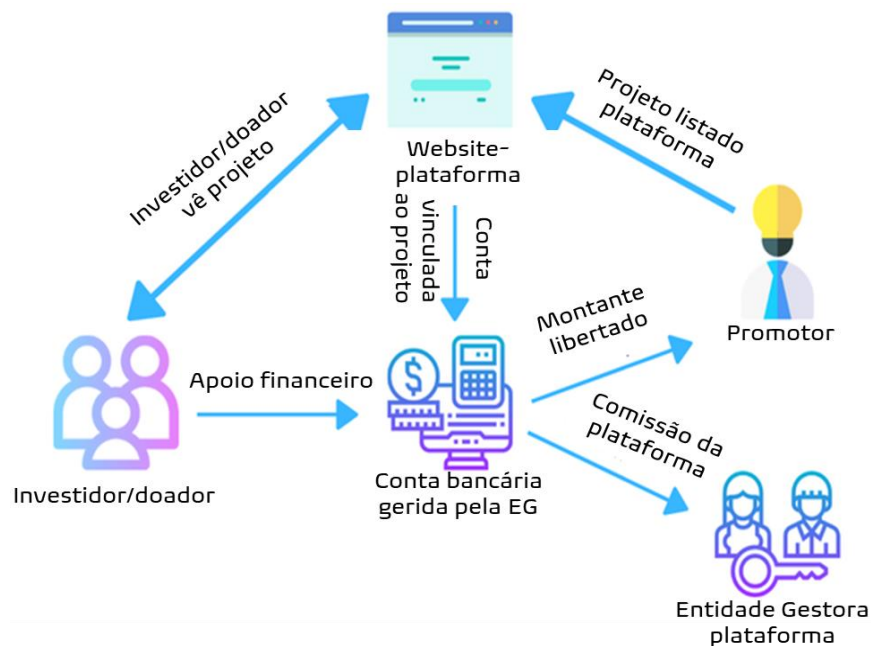 Investidor/doador
vê projeto
Website-
plataforma
Projeto listado
plataforma
Conta
vinculada
ao projeto
Promotor
Montante
libertado
Apoio financeiro
Comissão da
plataforma
Investidor/doador
Conta bancária
gerida pela EG
Entidade Gestora
plataforma